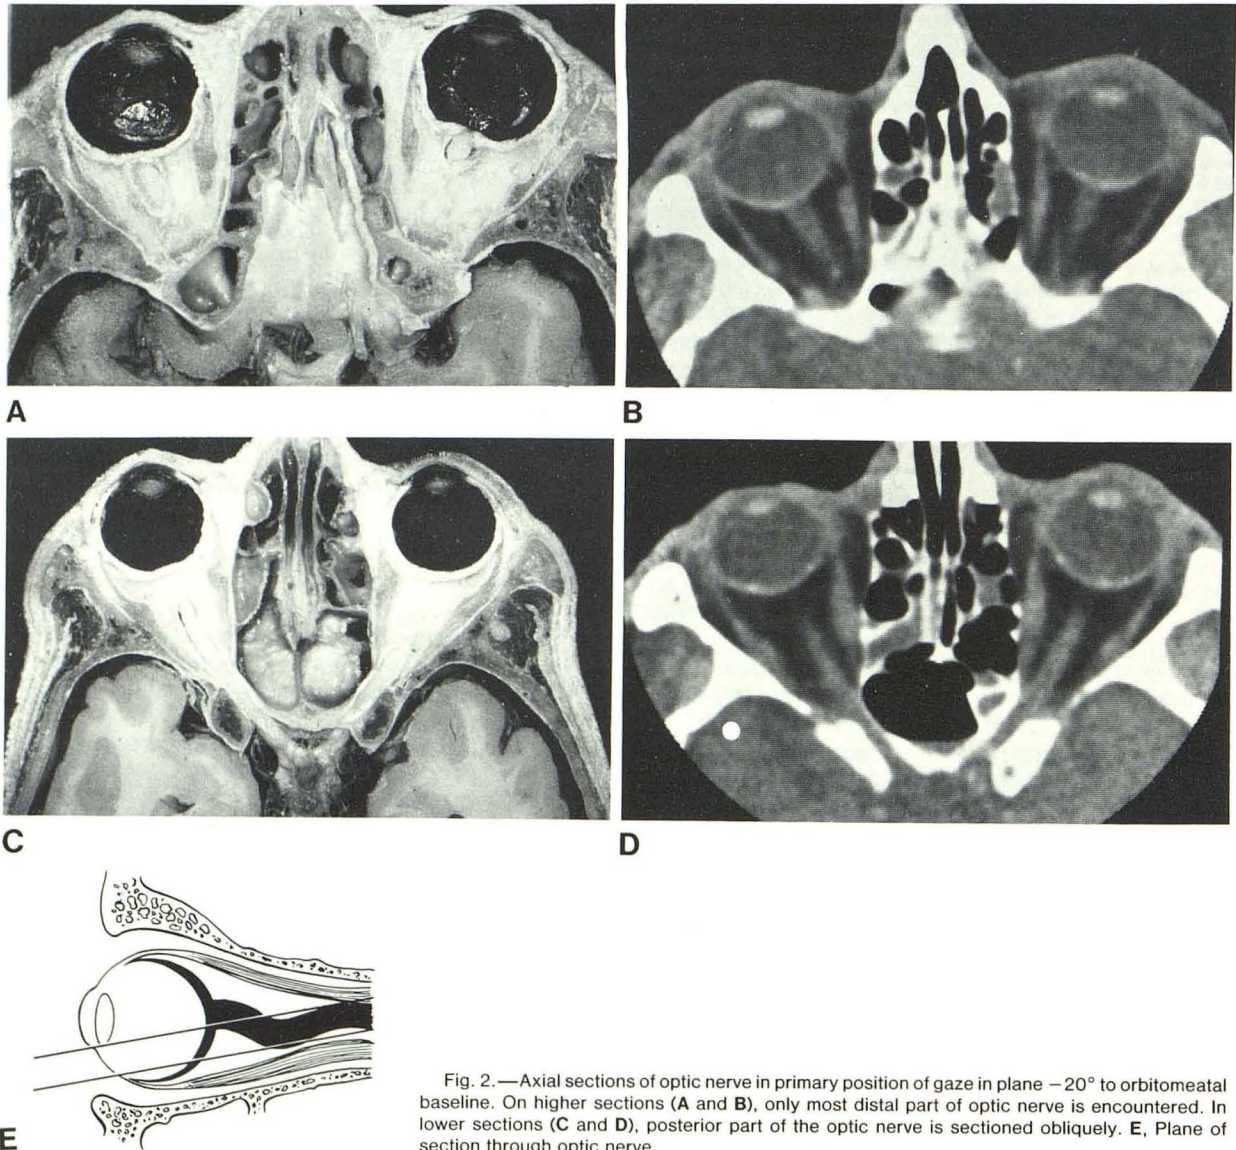 A
B
C
D
E
Fig. 2.—Axial sections of optic nerve in primary position of gaze in plane −20° to orbitomeatal
baseline. On higher sections (A and B), only most distal part of optic nerve is encountered. In
lower sections (C and D), posterior part of the optic nerve is sectioned obliquely. E, Plane of
section through optic nerve.